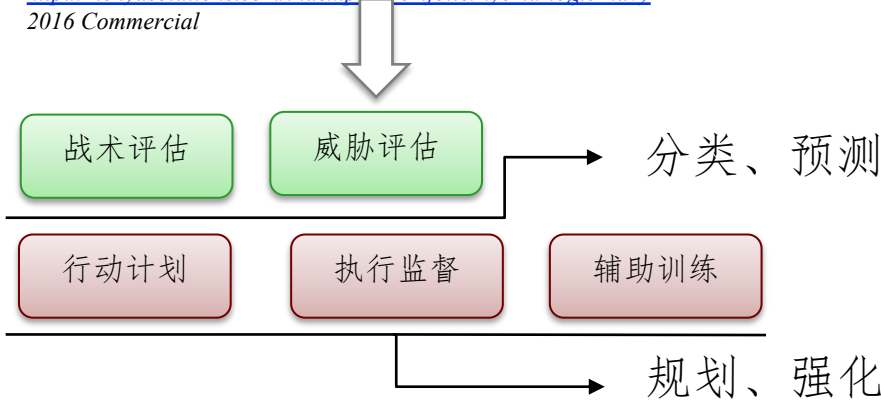 2016 Commercial
战术评估
威胁评估
分类、预测
行动计划
执行监督
辅助训练
规划、强化